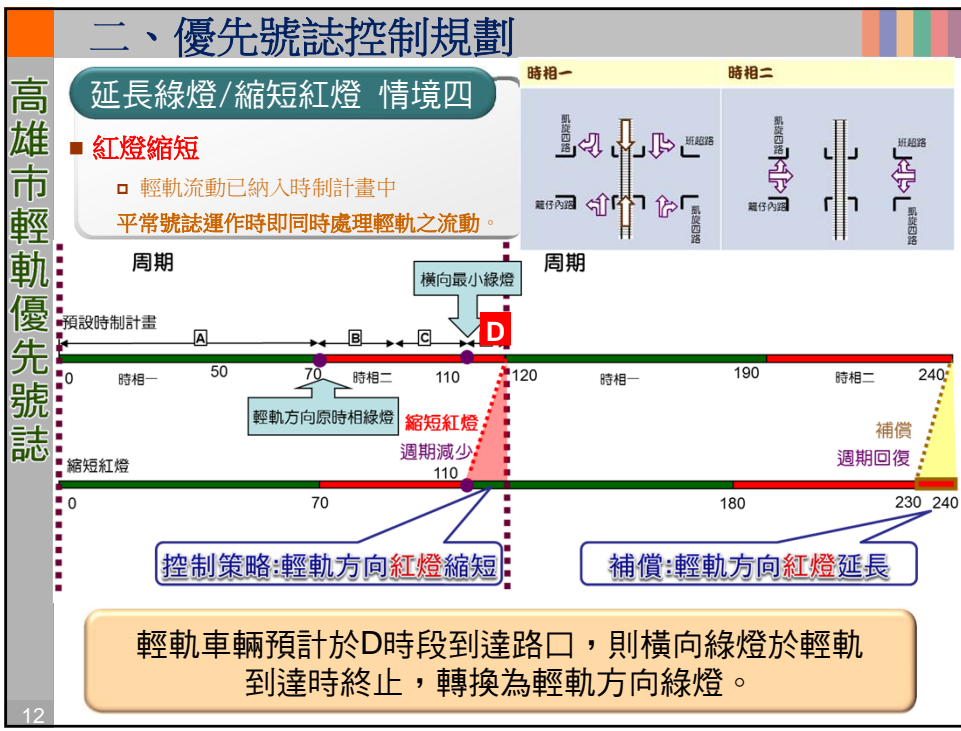 二、優先號誌控制規劃
高雄市輕軌優先號誌
延長綠燈/縮短紅燈 情境四
紅燈縮短
輕軌流動已納入時制計畫中
平常號誌運作時即同時處理輕軌之流動。
時相一
時相二
凱旋四路
班超路
籬仔內路
凱旋四路
凱旋四路
班超路
籬仔內路
凱旋四路
周期
周期
橫向最小綠燈
預設時制計畫
A
B
C
D
0
時相一
50
70
時相二
110
120
時相一
190
時相二
240
輕軌方向原時相綠燈
縮短紅燈
週期減少
110
補償
週期回復
縮短紅燈
0
70
180
230
240
控制策略:輕軌方向紅燈縮短
補償:輕軌方向紅燈延長
輕軌車輛預計於D時段到達路口，則橫向綠燈於輕軌
到達時終止，轉換為輕軌方向綠燈。
12